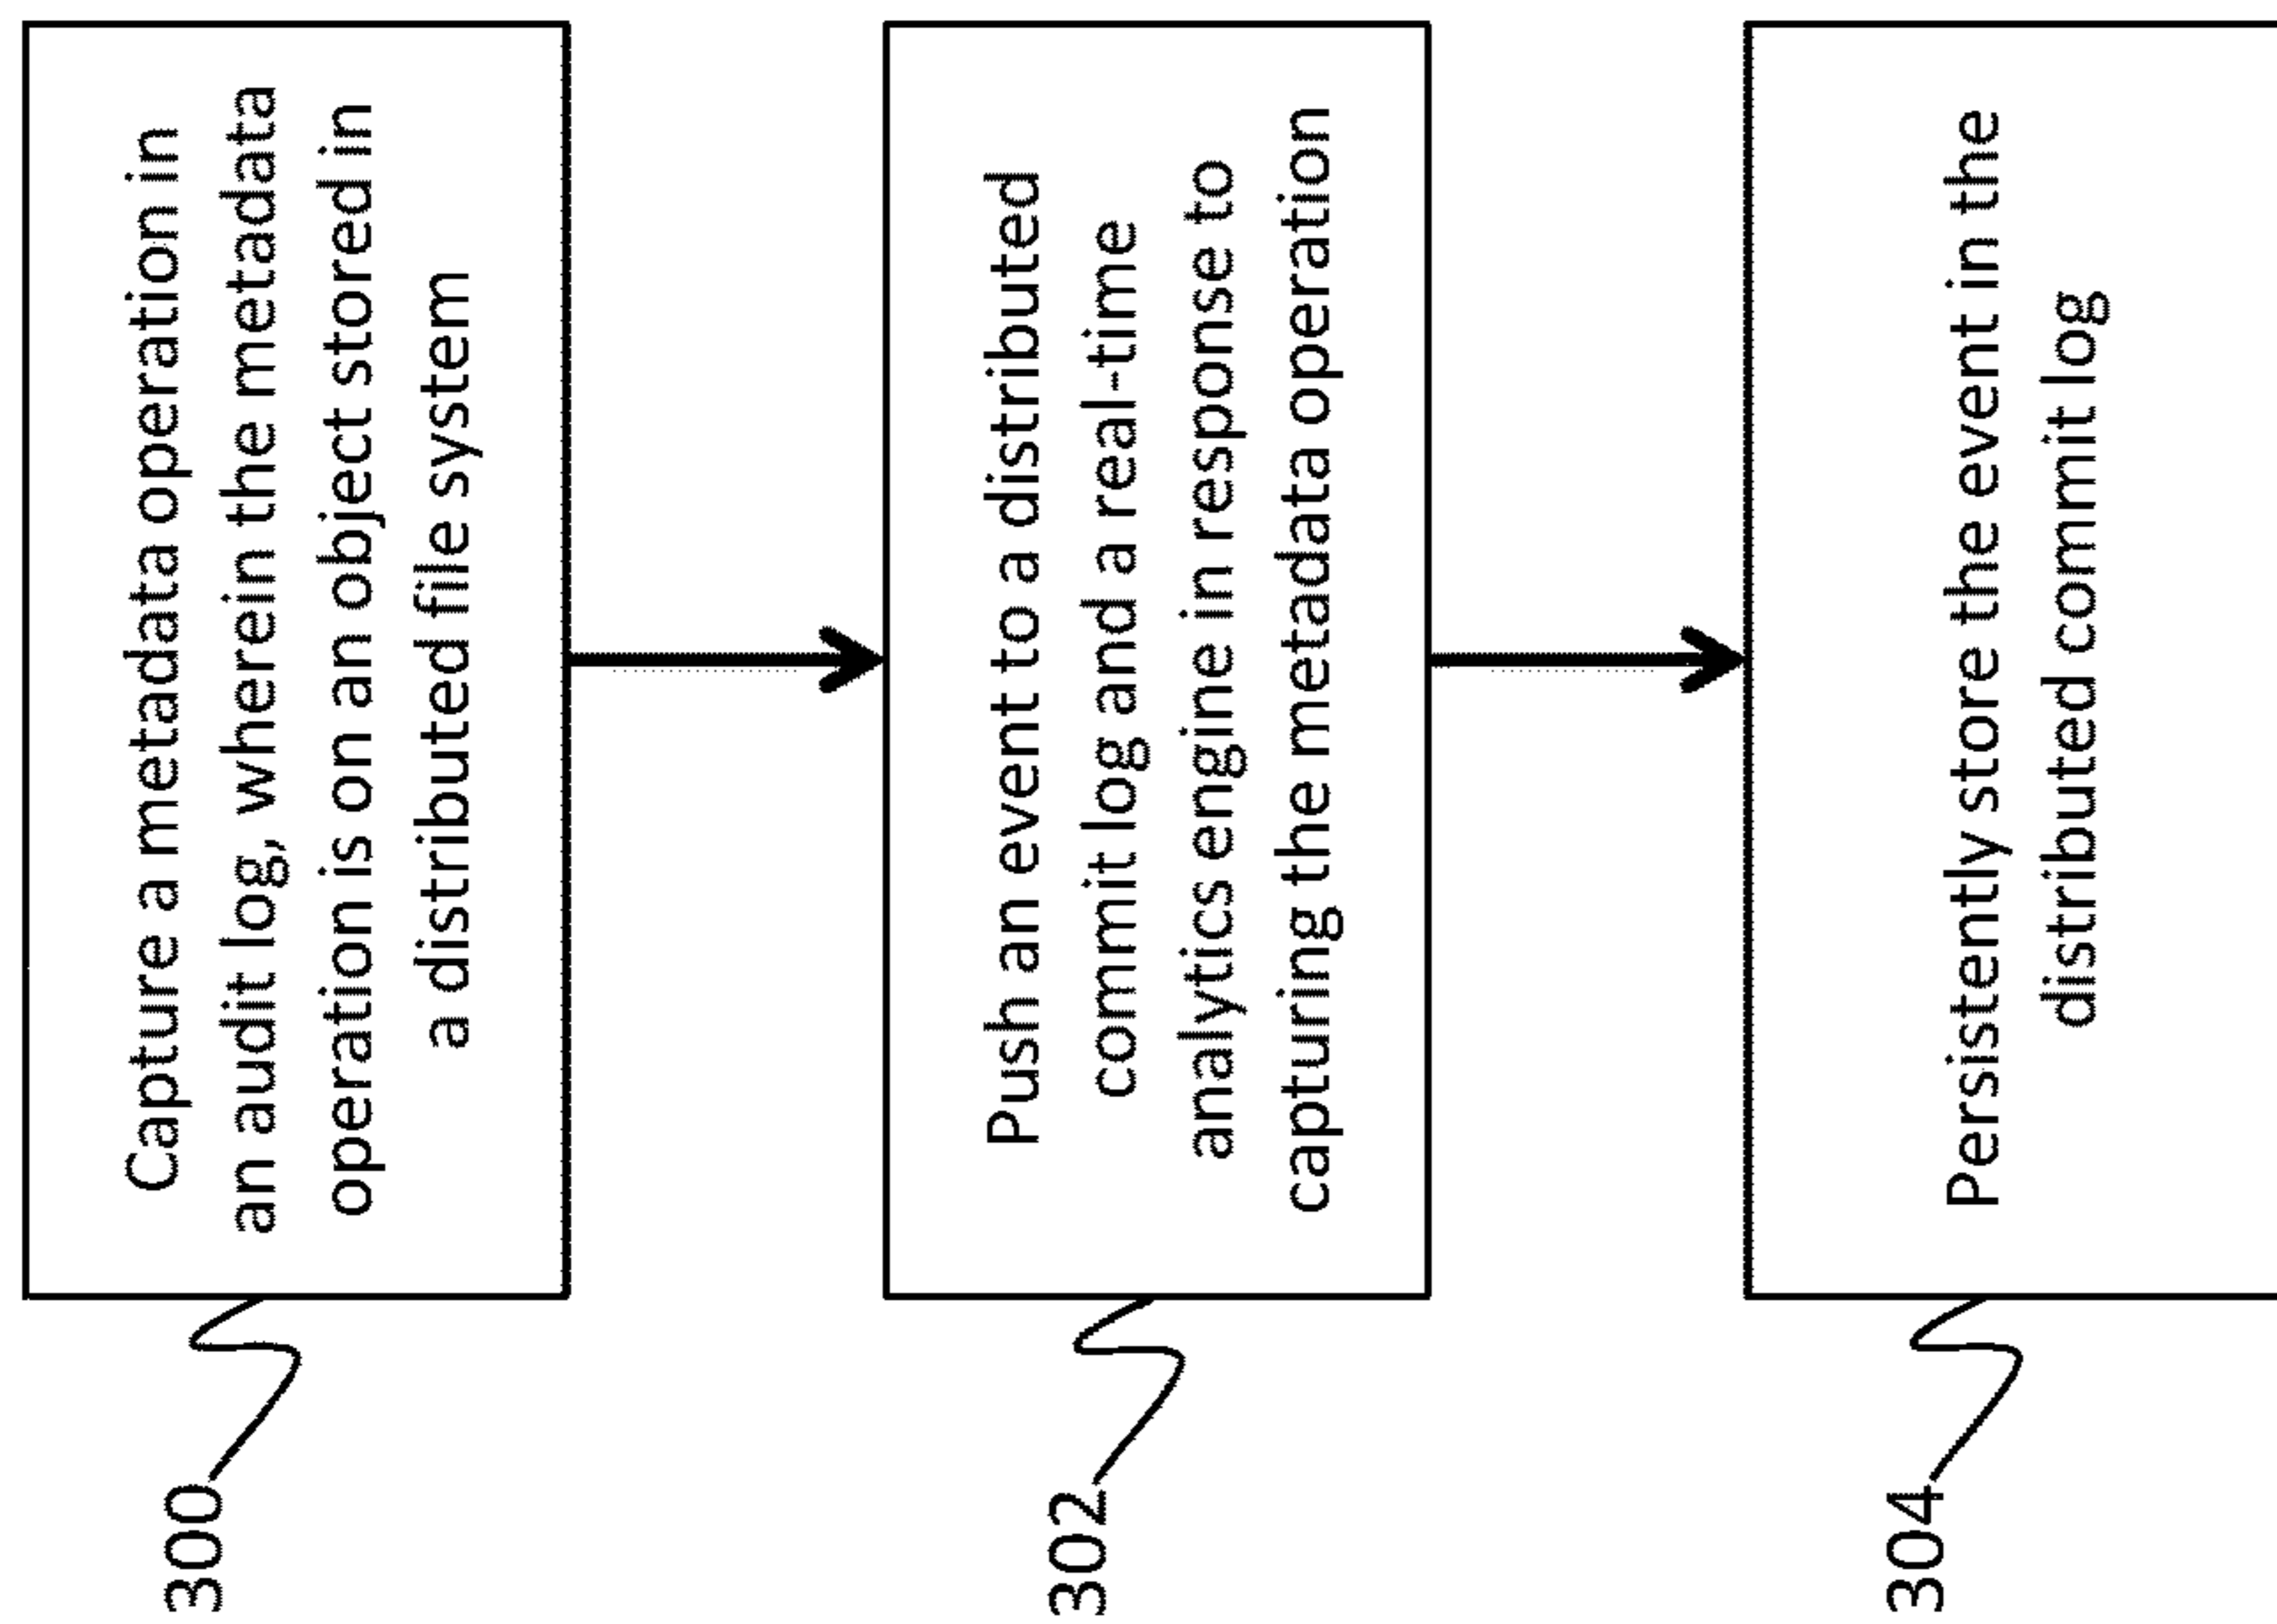 300
Capture a metadata operation in
an audit log, wherein the metadata
operation is on an object stored in
a distributed file system
302
Push an event to a distributed
commit log and a real-time
analytics engine in response to
capturing the metadata operation
304
Persistently store the event in the
distributed commit log